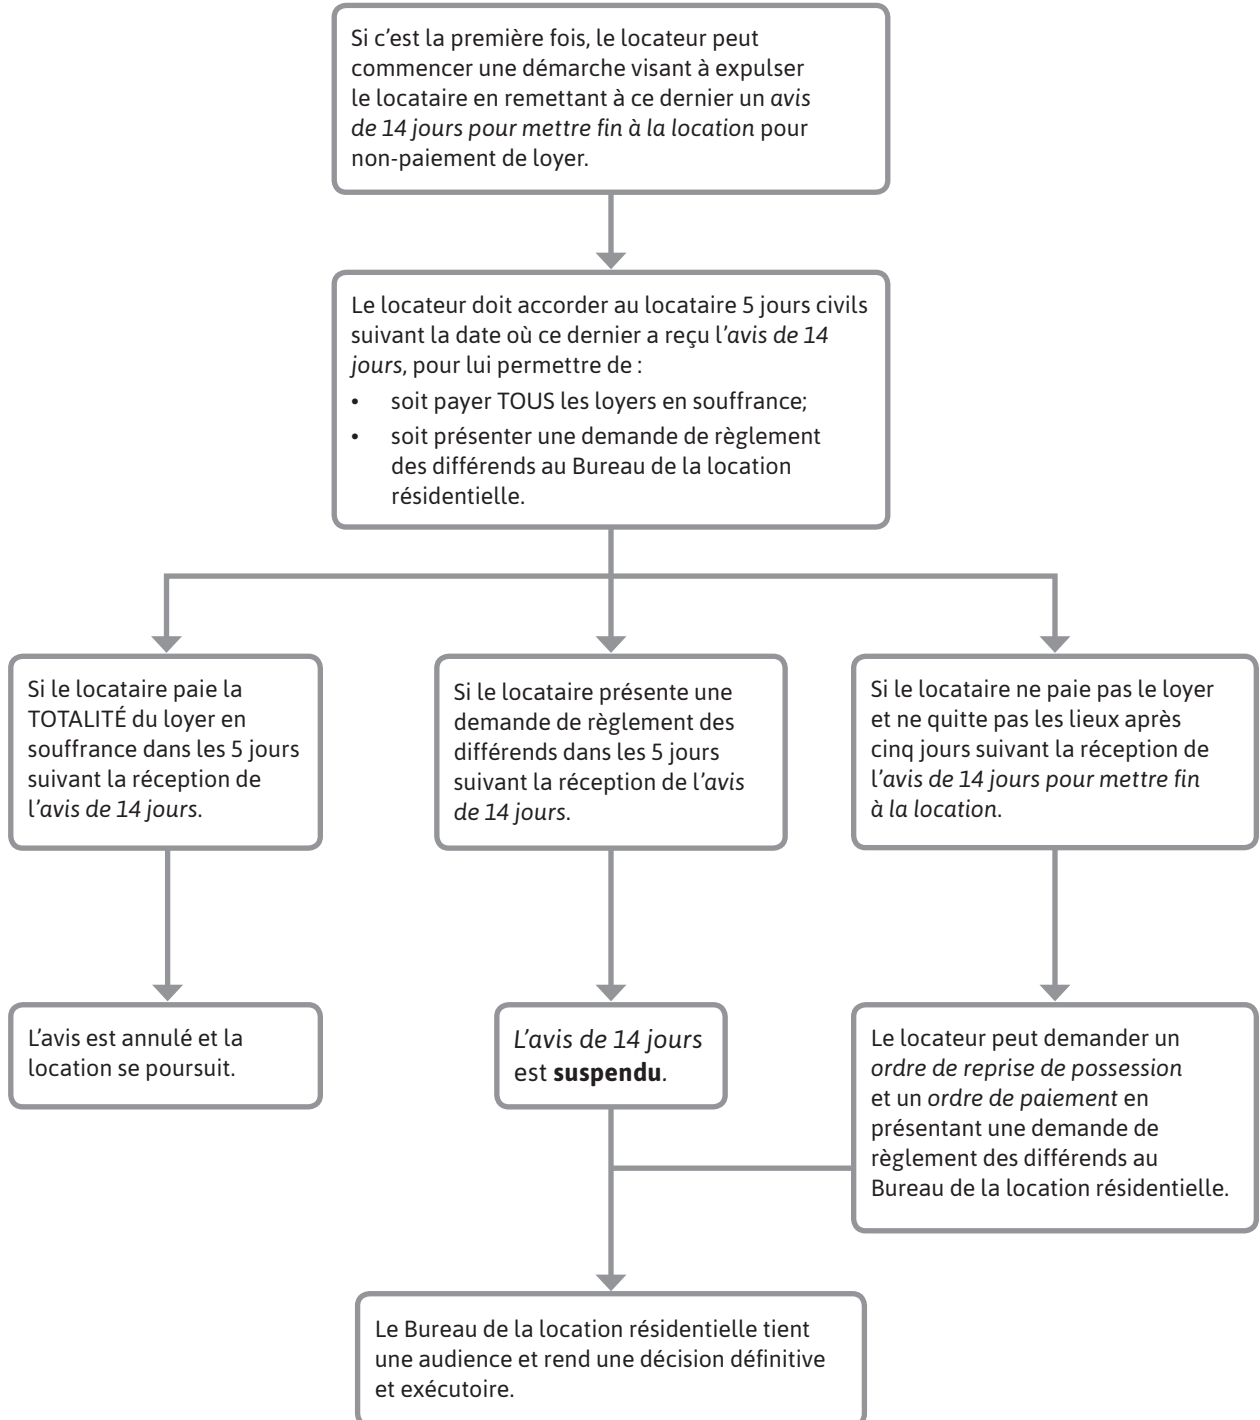 Si c’est la première fois, le locateur peut
commencer une démarche visant à expulser
le locataire en remettant à ce dernier un avis
de 14 jours pour mettre fin à la location pour
non-paiement de loyer.
Le locateur doit accorder au locataire 5 jours civils
suivant la date où ce dernier a reçu l’avis de 14
jours, pour lui permettre de :
• soit payer TOUS les loyers en souffrance;
• soit présenter une demande de règlement
des différends au Bureau de la location
résidentielle.
Si le locataire paie la
TOTALITÉ du loyer en
souffrance dans les 5 jours
suivant la réception de
l’avis de 14 jours.
Si le locataire présente une
demande de règlement des
différends dans les 5 jours
suivant la réception de l’avis
de 14 jours.
Si le locataire ne paie pas le loyer
et ne quitte pas les lieux après
cinq jours suivant la réception de
l’avis de 14 jours pour mettre fin
à la location.
L’avis est annulé et la
location se poursuit.
L’avis de 14 jours
est suspendu.
Le locateur peut demander un
ordre de reprise de possession
et un ordre de paiement en
présentant une demande de
règlement des différends au
Bureau de la location résidentielle.
Le Bureau de la location résidentielle tient
une audience et rend une décision définitive
et exécutoire.